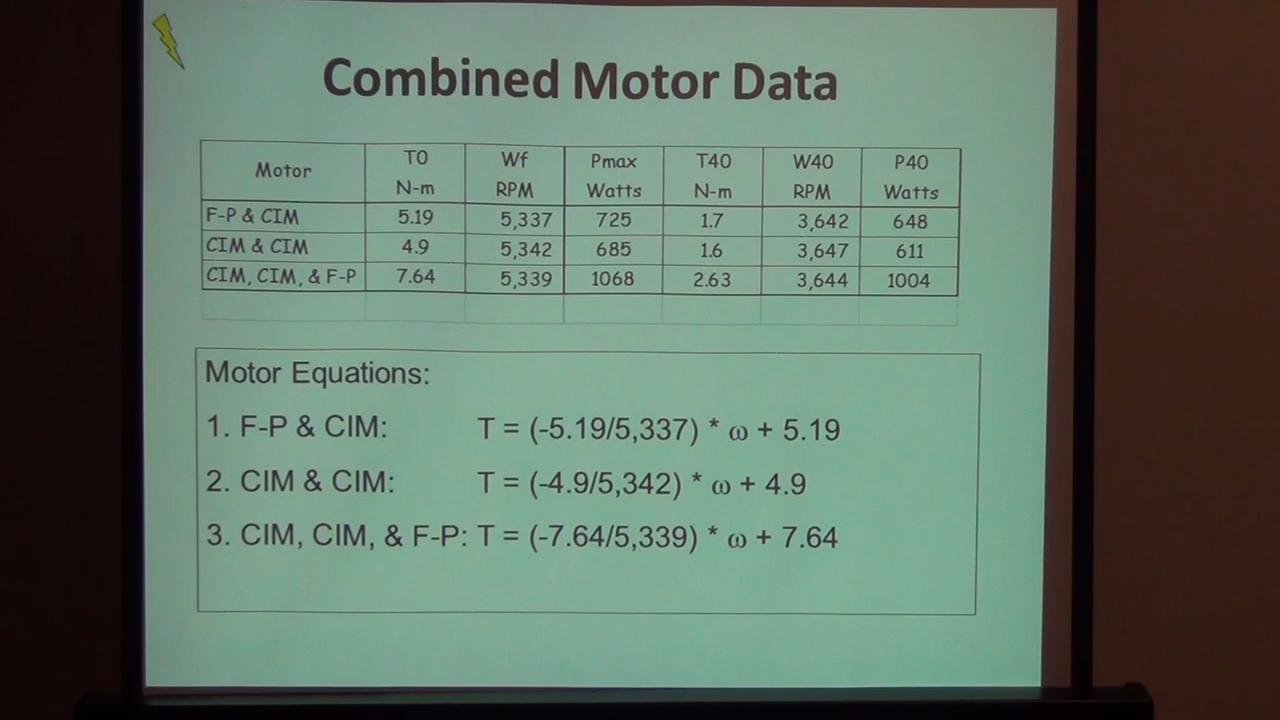 Combined Motor Data
Motor T0 N-m Wf RPM Pmax Watts T40 N-m W40 RPM P40 Watts
F-P & CIM 5.19 5,337 725 1.7 3,642 648
CIM & CIM 4.9 5,342 685 1.6 3,647 611
CIM, CIM, & F-P 7.64 5,339 1068 2.63 3,644 1004
Motor Equations:
1. F-P & CIM: T = (-5.19/5,337) * ω + 5.19
2. CIM & CIM: T = (-4.9/5,342) * ω + 4.9
3. CIM, CIM, & F-P: T = (-7.64/5,339) * ω + 7.64